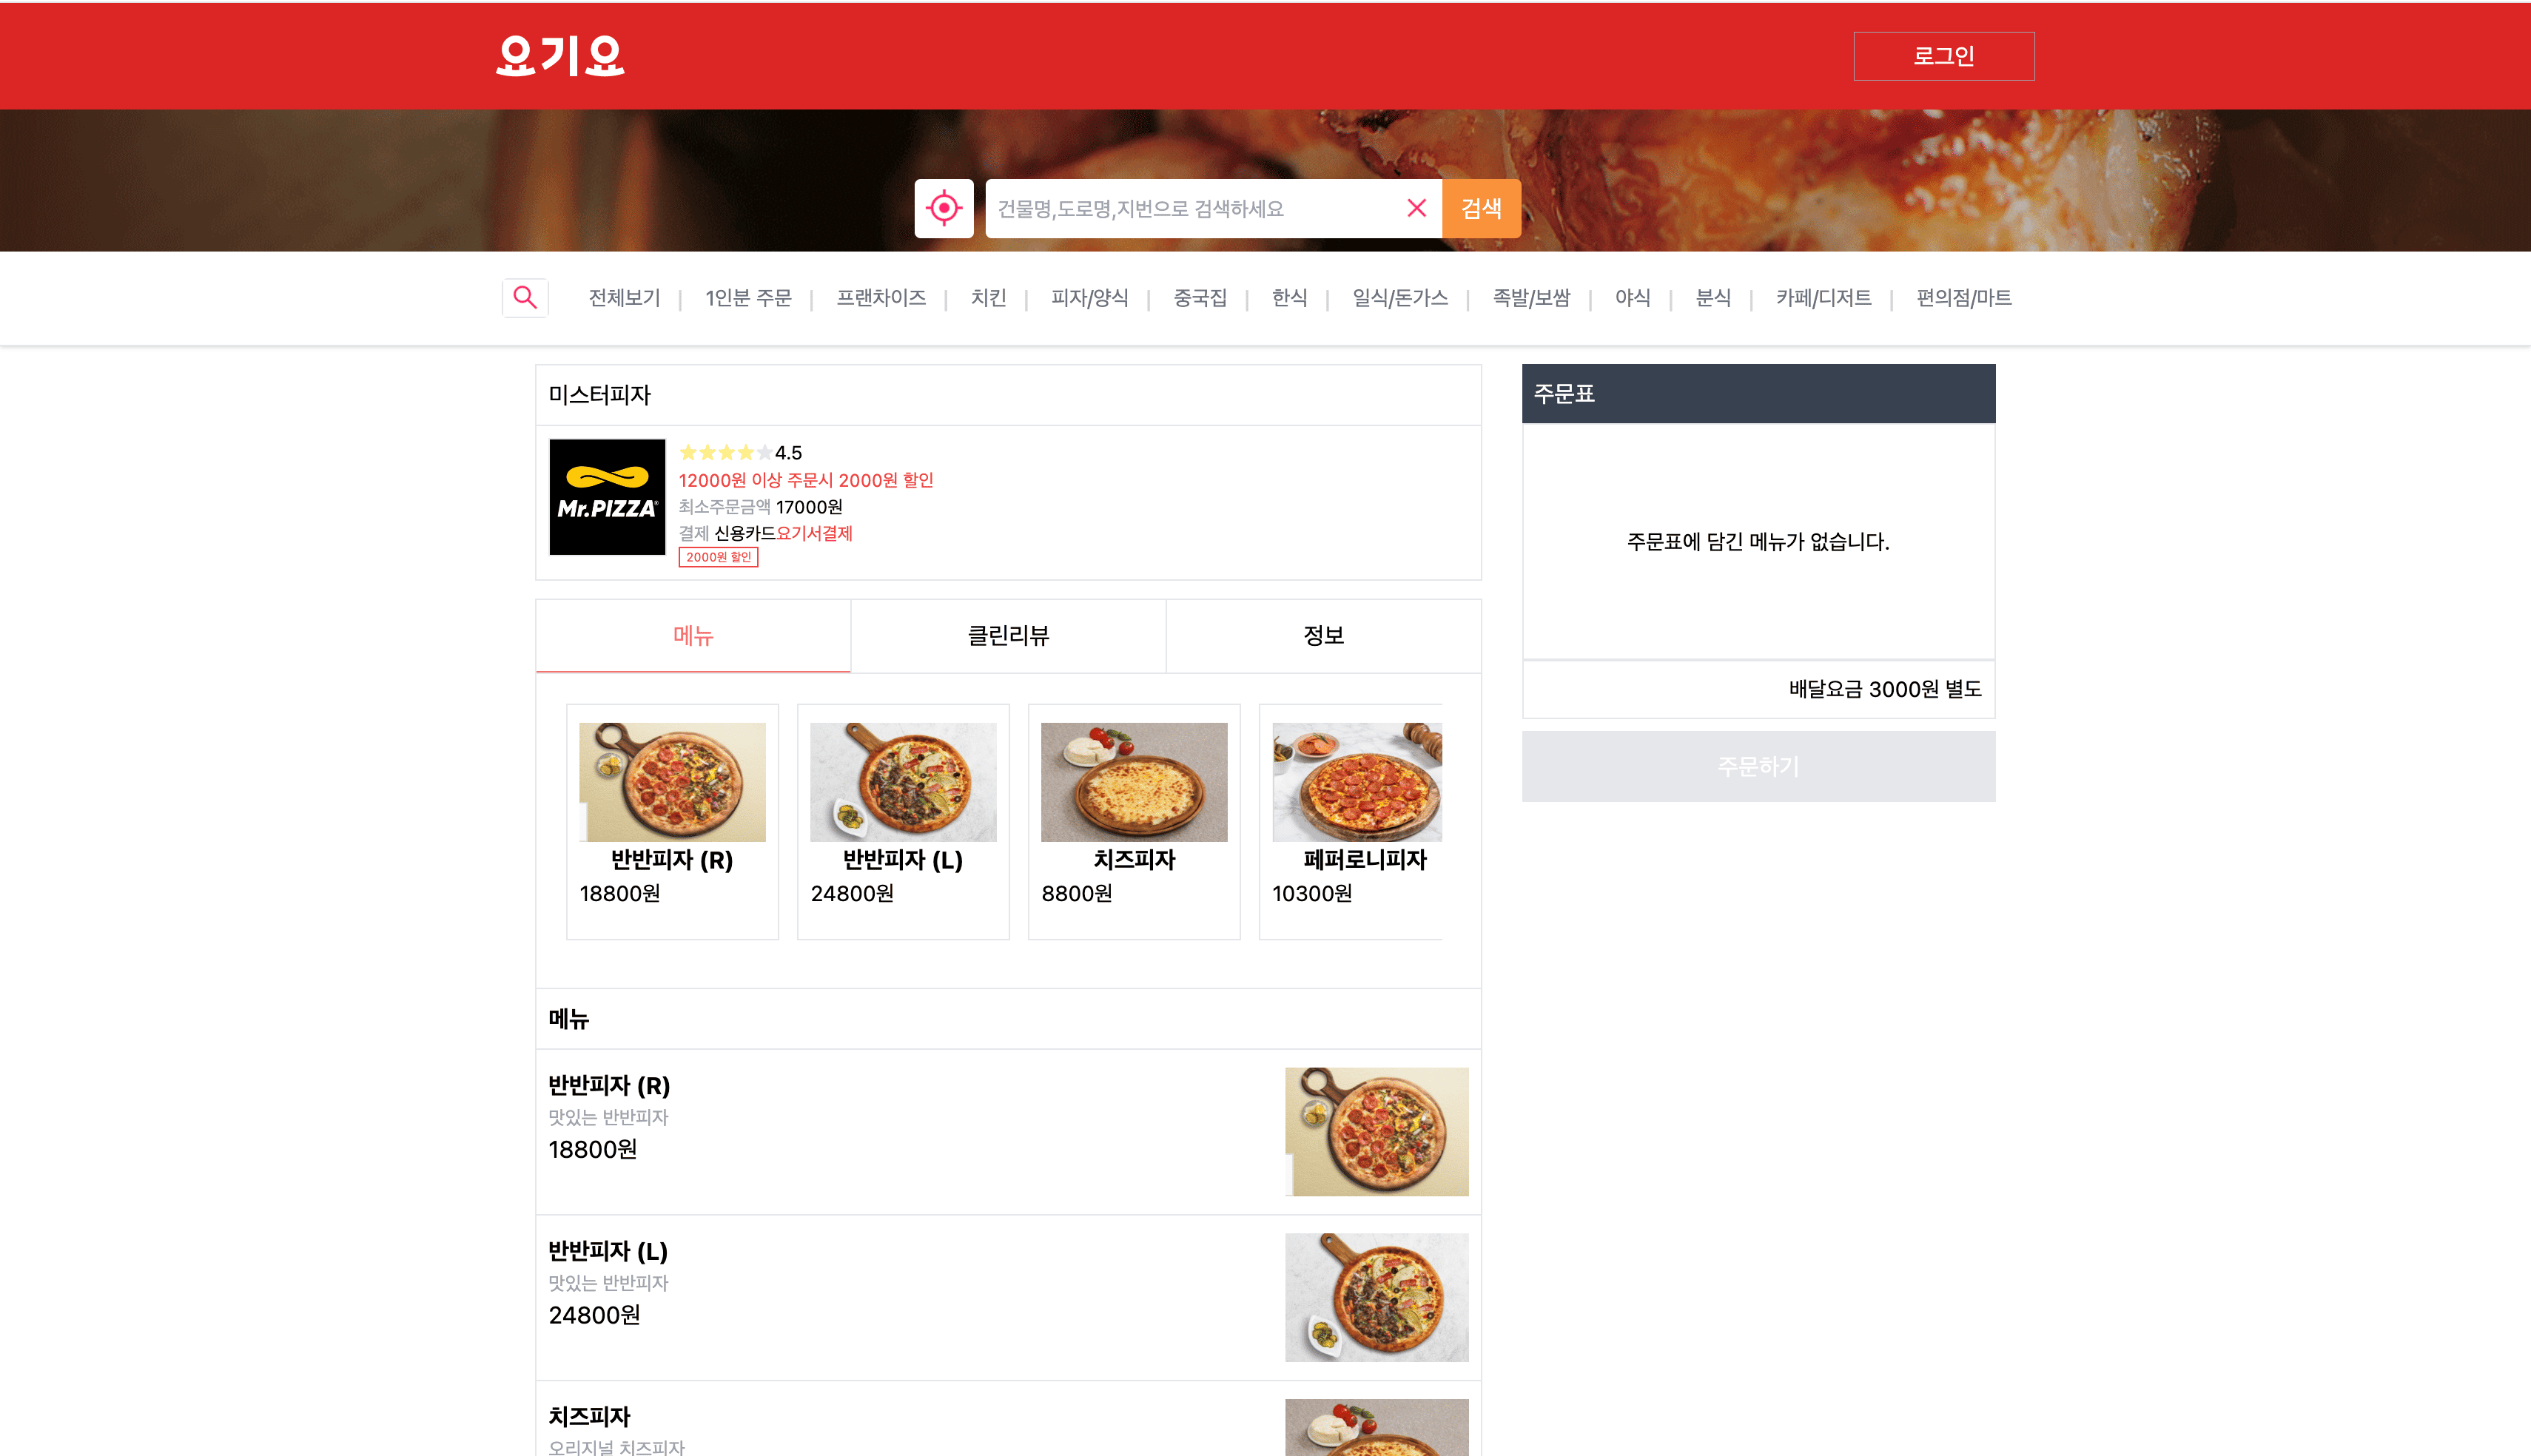 요기요
로그인
건물명,도로명,지번으로 검색하세요
검색
전체보기 | 1인분 주문 | 프랜차이즈 | 치킨 | 피자/양식 | 중국집 | 한식 | 일식/돈가스 | 족발/보쌈 | 야식 | 분식 | 카페/디저트 | 편의점/마트
미스터피자
Mr.PIZZA
4.5
12000원 이상 주문시 2000원 할인
최소주문금액 17000원
결제 신용카드요기서결제
2000원 할인
주문표
주문표에 담긴 메뉴가 없습니다.
배달요금 3000원 별도
주문하기
메뉴
클린리뷰
정보
반반피자 (R)
18800원
반반피자 (L)
24800원
치즈피자
8800원
페퍼로니피자
10300원
메뉴
반반피자 (R)
맛있는 반반피자
18800원
반반피자 (L)
맛있는 반반피자
24800원
치즈피자
오리지널 치즈피자